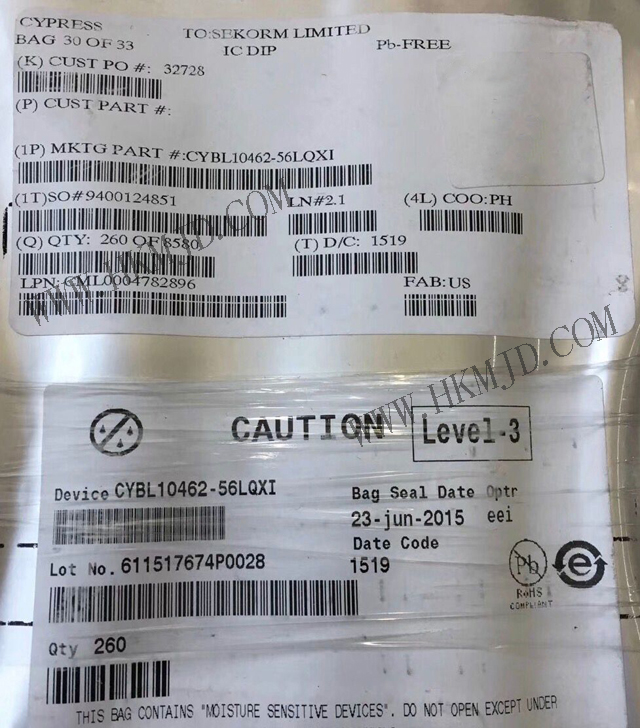 CYPRESS TO:SEKORM LIMITED
BAG 30 OF 33 IC DIP Pb-FREE
(K) CUST PO #: 32728
(P) CUST PART #:
(1P) MKTG PART #:CYBL10462-56LQXI
(1T)SO#9400124851 LN#2.1 (4L) COO:PH
(Q) QTY: 260 OF 8580 (T) D/C: 1519
LPN:CML0004782896 FAB:US
WWW.HKMJD.COM
WWW.HKMJD.COM
CAUTION Level-3
Device CYBL10462-56LQXI Bag Seal Date Optr
23-jun-2015 eei
Date Code
Lot No. 611517674P0028 1519
Pb e
RoHS
COMPLIANT
Qty 260
THIS BAG CONTAINS "MOISTURE SENSITIVE DEVICES". DO NOT OPEN EXCEPT UNDER